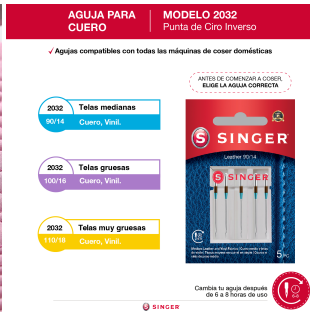 AGUJA PARA
CUERO
MODELO 2032
Punta de Ciro Inverso
Agujas compatibles con todas las máquinas de coser domésticas
ANTES DE COMENZAR A COSER,
ELIGE LA AGUJA CORRECTA
2032
90/14
Telas medianas
Cuero, Vinil.
2032
100/16
Telas gruesas
Cuero, Vinil.
2032
110/18
Telas muy gruesas
Cuero, Vinil.
S SINGER
Leather 90/14
S SINGER
5
Cambia tu aguja después
de 6 a 8 horas de uso
SINGER